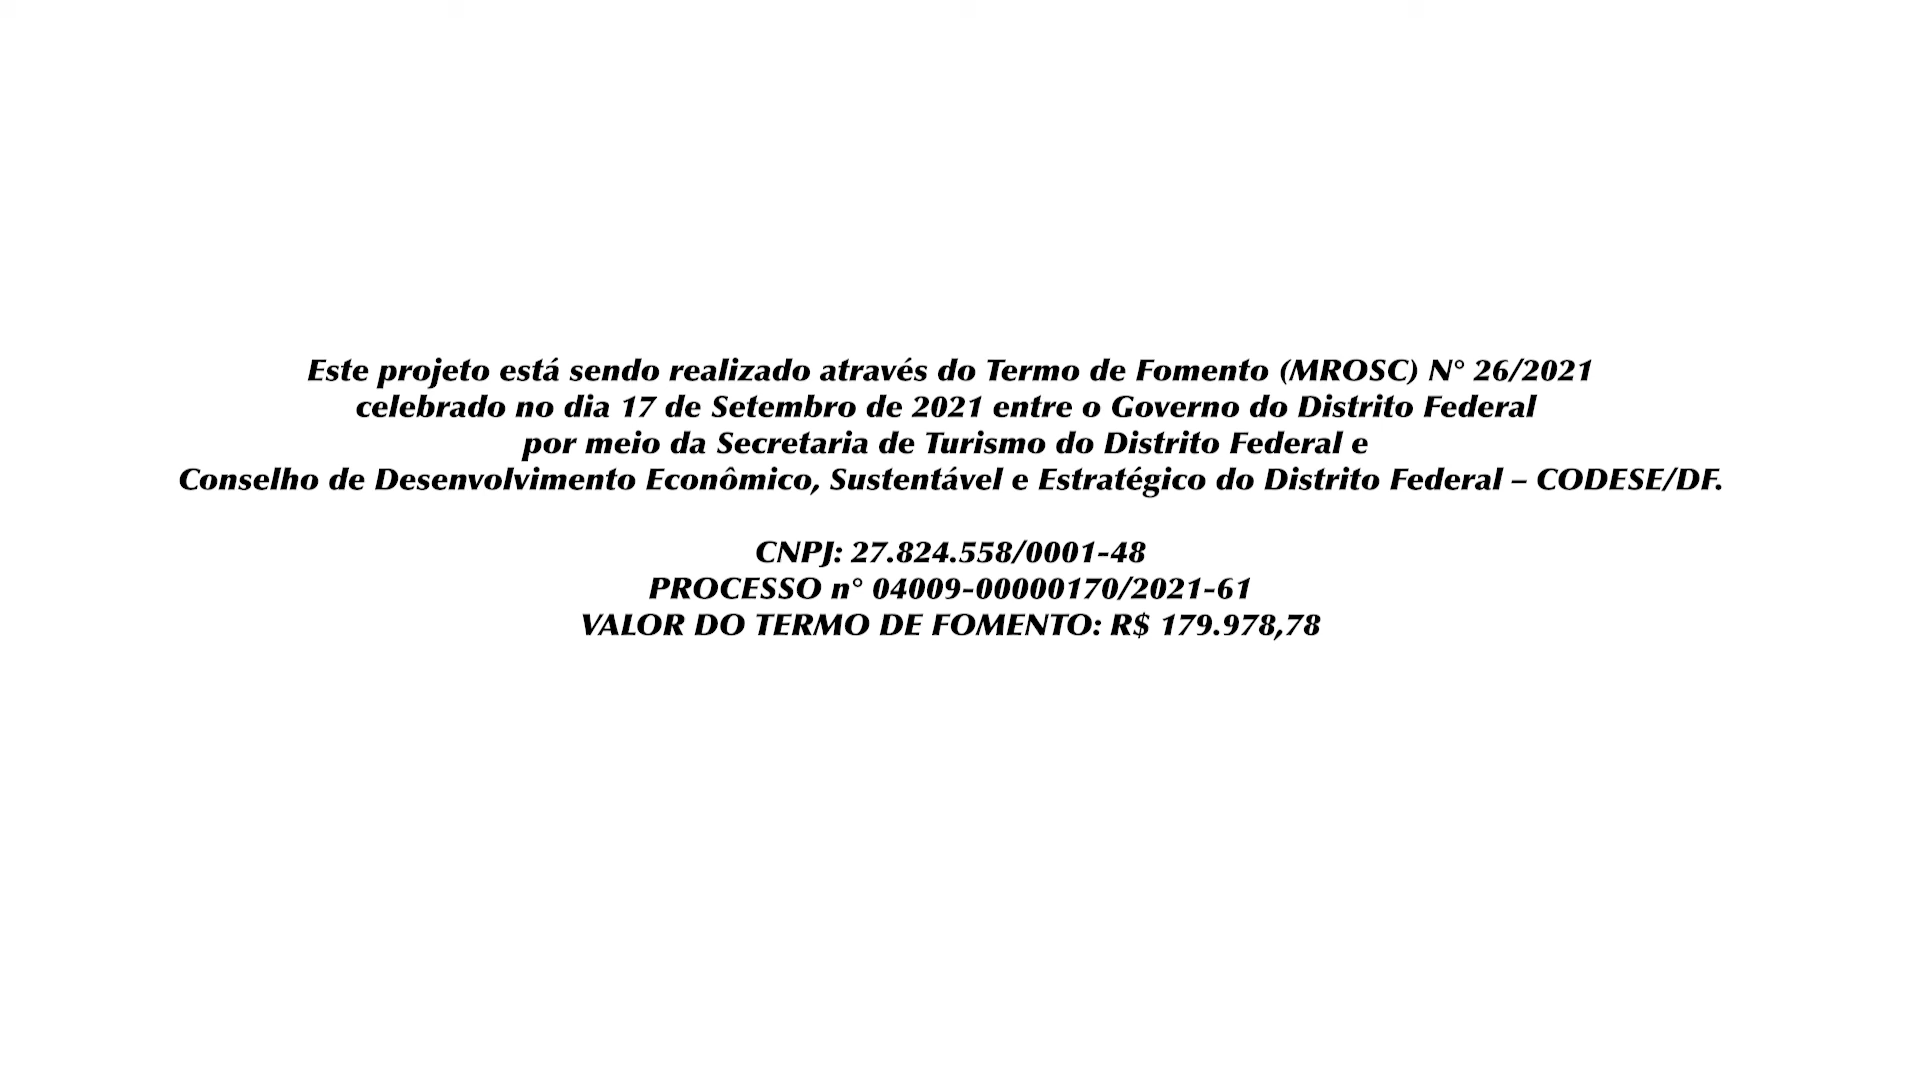 Este projeto está sendo realizado através do Termo de Fomento (MROSC) N° 26/2021
celebrado no dia 17 de Setembro de 2021 entre o Governo do Distrito Federal
por meio da Secretaria de Turismo do Distrito Federal e
Conselho de Desenvolvimento Econômico, Sustentável e Estratégico do Distrito Federal – CODESE/DF.
CNPJ: 27.824.558/0001-48
PROCESSO n° 04009-00000170/2021-61
VALOR DO TERMO DE FOMENTO: R$ 179.978,78